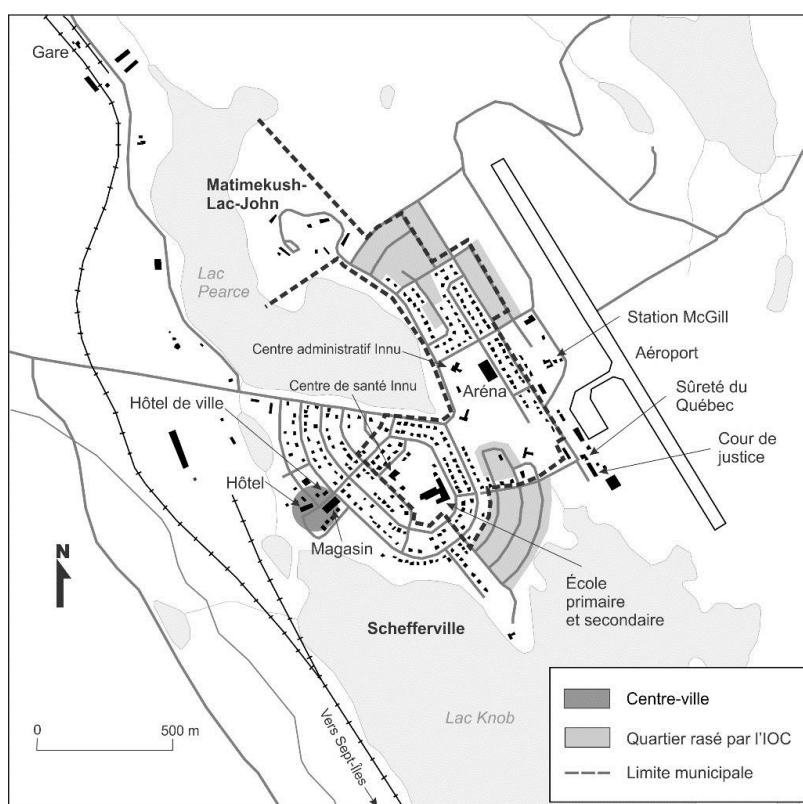 Gare
Matimekush-
Lac-John
Lac
Pearce
Station McGill
Centre administratif Innu
Aéroport
Aréna
Centre de santé Innu
Sûreté du
Québec
Hôtel de ville
Cour de
justice
Hôtel
Magasin
N
École
primaire
et secondaire
Schefferville
Centre-ville
0 500 m
Lac Knob
Quartier rasé par l'IOC
Vers Sept-Îles
Limite municipale